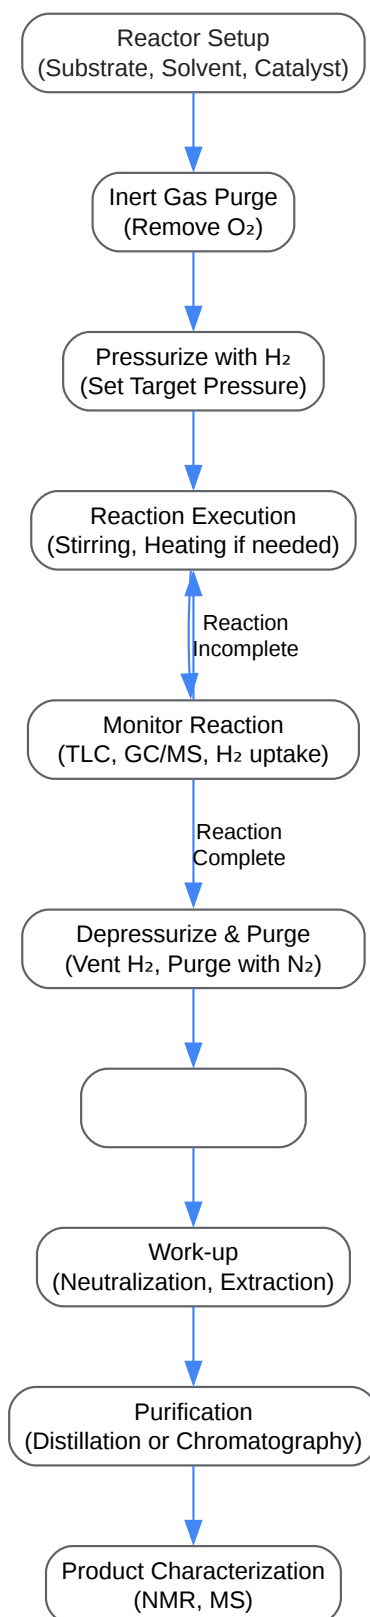 Reactor Setup
(Substrate, Solvent, Catalyst)
Inert Gas Purge
(Remove O₂)
Pressurize with H₂
(Set Target Pressure)
Reaction Execution
(Stirring, Heating if needed)
Reaction
Incomplete
Monitor Reaction
(TLC, GC/MS, H₂ uptake)
Reaction
Complete
Depressurize & Purge
(Vent H₂, Purge with N₂)
Work-up
(Neutralization, Extraction)
Purification
(Distillation or Chromatography)
Product Characterization
(NMR, MS)